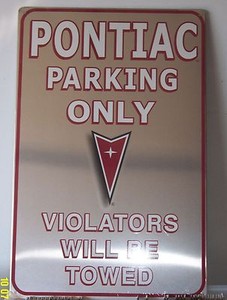 PONTIAC
PARKING
ONLY
®
VIOLATORS
WILL BE
TOWED